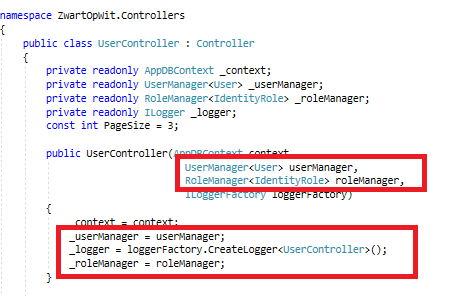 namespace ZwartOpWit.Controllers
{
public class UserController : Controller
{
private readonly AppDBContext _context;
private readonly UserManager<User> _userManager;
private readonly RoleManager<IdentityRole> _roleManager;
private readonly ILogger _logger;
const int PageSize = 3;
public UserController(AppDBContext context,
UserManager<User> userManager,
RoleManager<IdentityRole> roleManager,
ILoggerFactory loggerFactory)
{
_context = context;
_userManager = userManager;
_logger = loggerFactory.CreateLogger<UserController>();
_roleManager = roleManager;
}